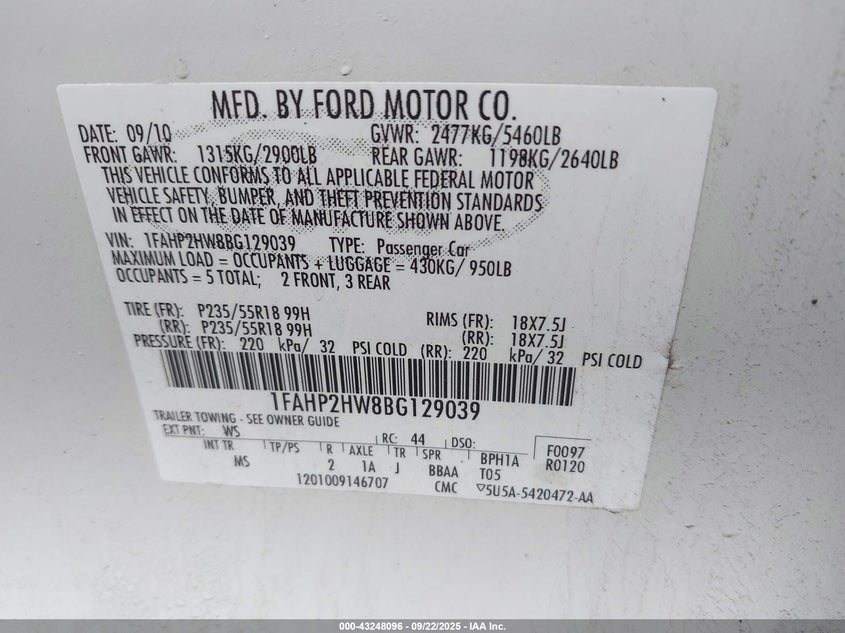 MFD. BY FORD MOTOR CO.
DATE: 09/10 GVWR: 2477KG/5460LB
FRONT GAWR: 1315KG/2900LB REAR GAWR: 1198KG/2640LB
THIS VEHICLE CONFORMS TO ALL APPLICABLE FEDERAL MOTOR
VEHICLE SAFETY, BUMPER, AND THEFT PREVENTION STANDARDS
IN EFFECT ON THE DATE OF MANUFACTURE SHOWN ABOVE.
VIN: 1FAHP2HW8BG129039 TYPE: Passenger Car
MAXIMUM LOAD = OCCUPANTS + LUGGAGE = 430KG/ 950LB
OCCUPANTS = 5 TOTAL; 2 FRONT, 3 REAR
TIRE (FR): P235/55R18 99H RIMS (FR): 18X7.5J
(RR): P235/55R18 99H (RR): 18X7.5J
PRESSURE (FR): 220 kPa/ 32 PSI COLD (RR): 220 kPa/ 32 PSI COLD
1FAHP2HW8BG129039
TRAILER TOWING - SEE OWNER GUIDE
EXT PNT: WS RC: 44 DSO: F0097
INT TR TP/PS R AXLE TR SPR BPH1A R0120
MS 2 1A J BBAA T05
1201009146707 CMC ▽5U5A-5420472-AA
000-43248096 - 09/22/2025 - IAA Inc.